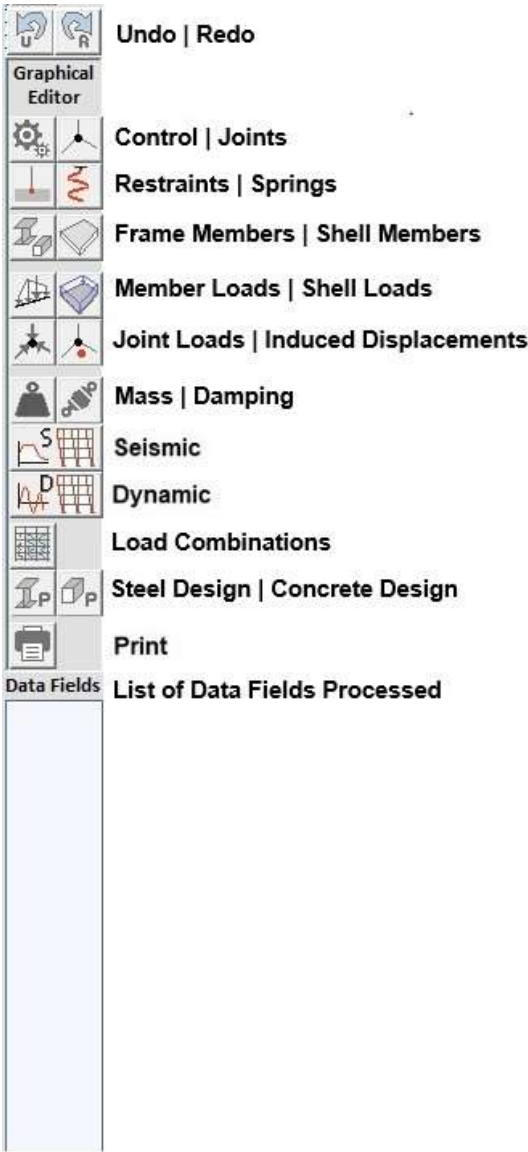 U R Undo | Redo
Graphical
Editor
Control | Joints
Restraints | Springs
Frame Members | Shell Members
Member Loads | Shell Loads
Joint Loads | Induced Displacements
Mass | Damping
S Seismic
D Dynamic
Load Combinations
P P Steel Design | Concrete Design
Print
Data Fields List of Data Fields Processed